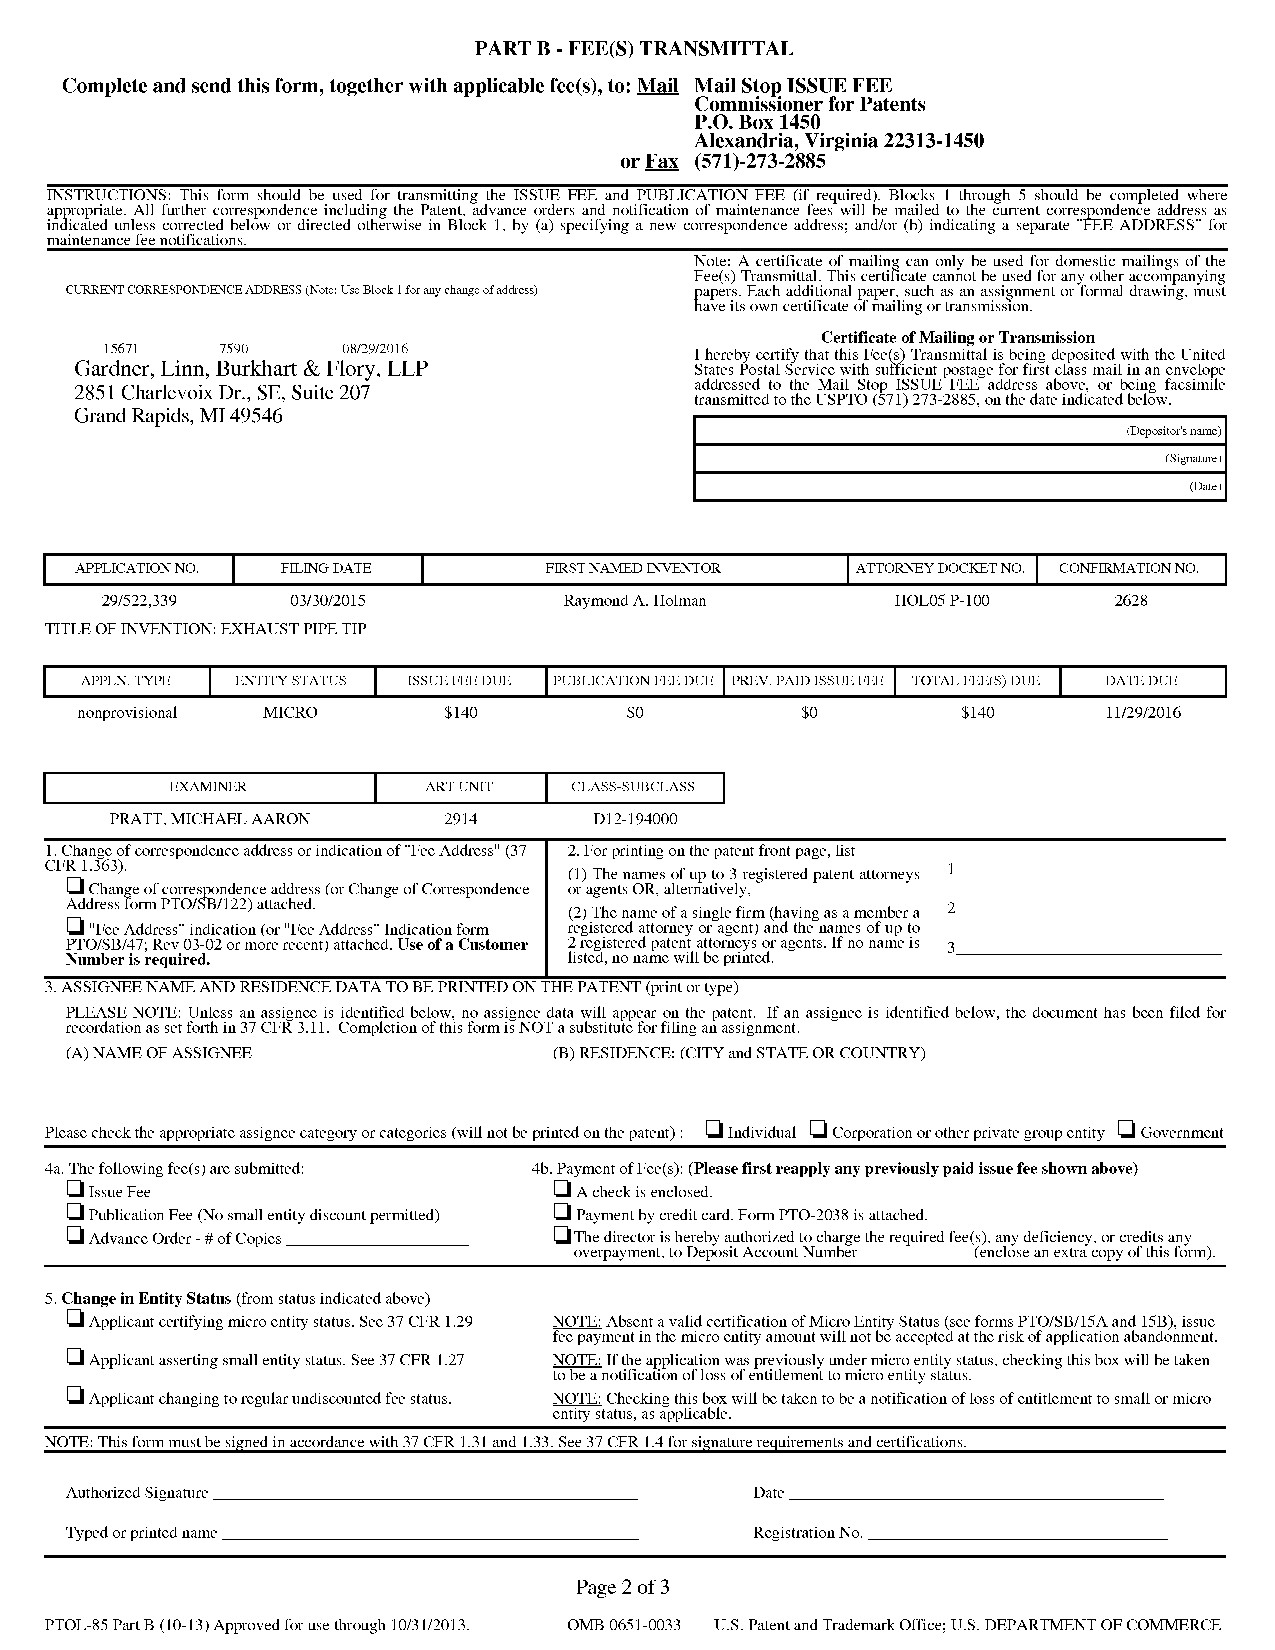 PART B - FEE(S) TRANSMITTAL
Complete and send this form, together with applicable fee(s), to: Mail Mail Stop ISSUE FEE
Commissioner for Patents
P.O. Box 1450
Alexandria, Virginia 22313-1450
or Fax (571)-273-2885
INSTRUCTIONS: This form should be used for transmitting the ISSUE FEE and PUBLICATION FEE (if required). Blocks 1 through 5 should be completed where
appropriate. All further correspondence including the Patent, advance orders and notification of maintenance fees will be mailed to the current correspondence address as
indicated unless corrected below or directed otherwise in Block 1, by (a) specifying a new correspondence address; and/or (b) indicating a separate "FEE ADDRESS" for
maintenance fee notifications.
CURRENT CORRESPONDENCE ADDRESS (Note: Use Block 1 for any change of address)
15671 7590 08/29/2016
Gardner, Linn, Burkhart & Flory, LLP
2851 Charlevoix Dr., SE, Suite 207
Grand Rapids, MI 49546
Note: A certificate of mailing can only be used for domestic mailings of the
Fee(s) Transmittal. This certificate cannot be used for any other accompanying
papers. Each additional paper, such as an assignment or formal drawing, must
have its own certificate of mailing or transmission.
Certificate of Mailing or Transmission
I hereby certify that this Fee(s) Transmittal is being deposited with the United
States Postal Service with sufficient postage for first class mail in an envelope
addressed to the Mail Stop ISSUE FEE address above, or being facsimile
transmitted to the USPTO (571) 273-2885, on the date indicated below.
(Depositor's name)
(Signature)
(Date)
APPLICATION NO. FILING DATE FIRST NAMED INVENTOR ATTORNEY DOCKET NO. CONFIRMATION NO.
29/522,339 03/30/2015 Raymond A. Holman HOL05 P-100 2628
TITLE OF INVENTION: EXHAUST PIPE TIP
APPLN. TYPE ENTITY STATUS ISSUE FEE DUE PUBLICATION FEE DUE PREV. PAID ISSUE FEE TOTAL FEE(S) DUE DATE DUE
nonprovisional MICRO $140 $0 $0 $140 11/29/2016
EXAMINER ART UNIT CLASS-SUBCLASS
PRATT, MICHAEL AARON 2914 D12-194000
1. Change of correspondence address or indication of "Fee Address" (37
CFR 1.363).
Change of correspondence address (or Change of Correspondence
Address form PTO/SB/122) attached.
"Fee Address" indication (or "Fee Address" Indication form
PTO/SB/47; Rev 03-02 or more recent) attached. Use of a Customer
Number is required.
2. For printing on the patent front page, list
(1) The names of up to 3 registered patent attorneys
or agents OR, alternatively,
(2) The name of a single firm (having as a member a
registered attorney or agent) and the names of up to
2 registered patent attorneys or agents. If no name is
listed, no name will be printed.
1
2
3
3. ASSIGNEE NAME AND RESIDENCE DATA TO BE PRINTED ON THE PATENT (print or type)
PLEASE NOTE: Unless an assignee is identified below, no assignee data will appear on the patent. If an assignee is identified below, the document has been filed for
recordation as set forth in 37 CFR 3.11. Completion of this form is NOT a substitute for filing an assignment.
(A) NAME OF ASSIGNEE (B) RESIDENCE: (CITY and STATE OR COUNTRY)
Please check the appropriate assignee category or categories (will not be printed on the patent) : Individual Corporation or other private group entity Government
4a. The following fee(s) are submitted:
Issue Fee
Publication Fee (No small entity discount permitted)
Advance Order - # of Copies
4b. Payment of Fee(s): (Please first reapply any previously paid issue fee shown above)
A check is enclosed.
Payment by credit card. Form PTO-2038 is attached.
The director is hereby authorized to charge the required fee(s), any deficiency, or credits any
overpayment, to Deposit Account Number (enclose an extra copy of this form).
5. Change in Entity Status (from status indicated above)
Applicant certifying micro entity status. See 37 CFR 1.29
NOTE: Absent a valid certification of Micro Entity Status (see forms PTO/SB/15A and 15B), issue
fee payment in the micro entity amount will not be accepted at the risk of application abandonment.
Applicant asserting small entity status. See 37 CFR 1.27
NOTE: If the application was previously under micro entity status, checking this box will be taken
to be a notification of loss of entitlement to micro entity status.
Applicant changing to regular undiscounted fee status.
NOTE: Checking this box will be taken to be a notification of loss of entitlement to small or micro
entity status, as applicable.
NOTE: This form must be signed in accordance with 37 CFR 1.31 and 1.33. See 37 CFR 1.4 for signature requirements and certifications.
Authorized Signature Date
Typed or printed name Registration No.
Page 2 of 3
PTOL-85 Part B (10-13) Approved for use through 10/31/2013. OMB 0651-0033 U.S. Patent and Trademark Office; U.S. DEPARTMENT OF COMMERCE